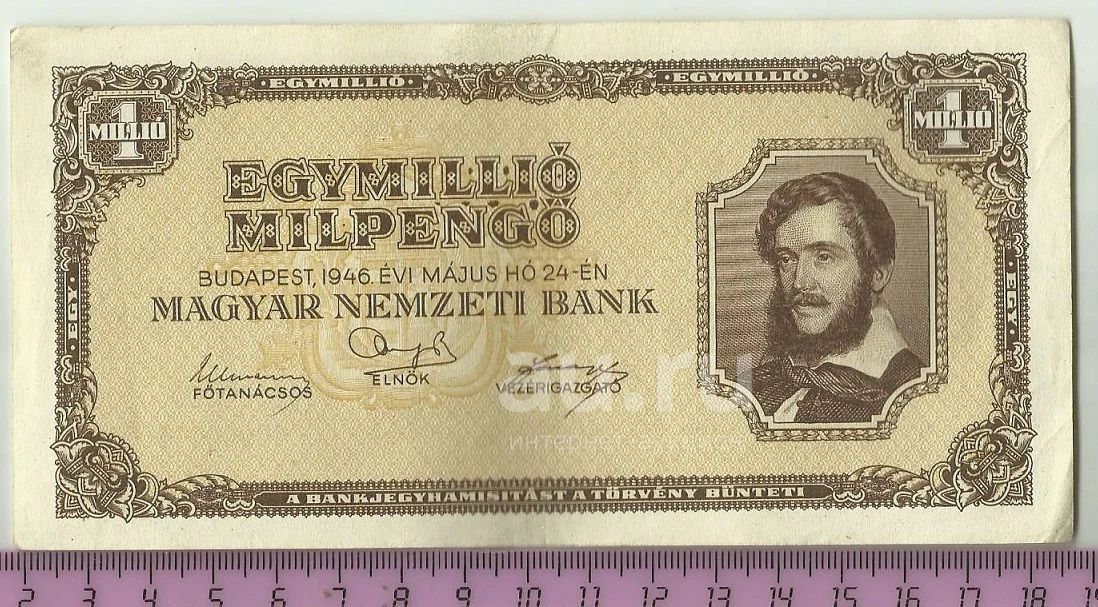 EGYMILLIÓ EGYMILLIÓ
1 MILLIÓ
1 MILLIÓ
EGYMILLIÓ
MILPENGŐ
BUDAPEST, 1946. ÉVI MÁJUS HÓ 24-ÉN
MAGYAR NEMZETI BANK
FŐTANÁCSOS
ELNÖK
VEZÉRIGAZGATÓ
EGY
EGY
A BANKJEGYHAMISITÁST A TÖRVÉNY BÜNTETI
au.ru
2 3 4 5 6 7 8 9 10 11 12 13 14 15 16 17 18 19